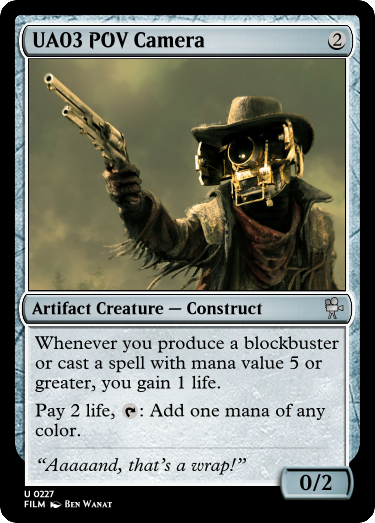 UA03 POV Camera
2
Artifact Creature — Construct
Whenever you produce a blockbuster
or cast a spell with mana value 5 or
greater, you gain 1 life.
Pay 2 life, : Add one mana of any
color.
“Aaaaand, that’s a wrap!”
0/2
U 0227
FILM Ben Wanat